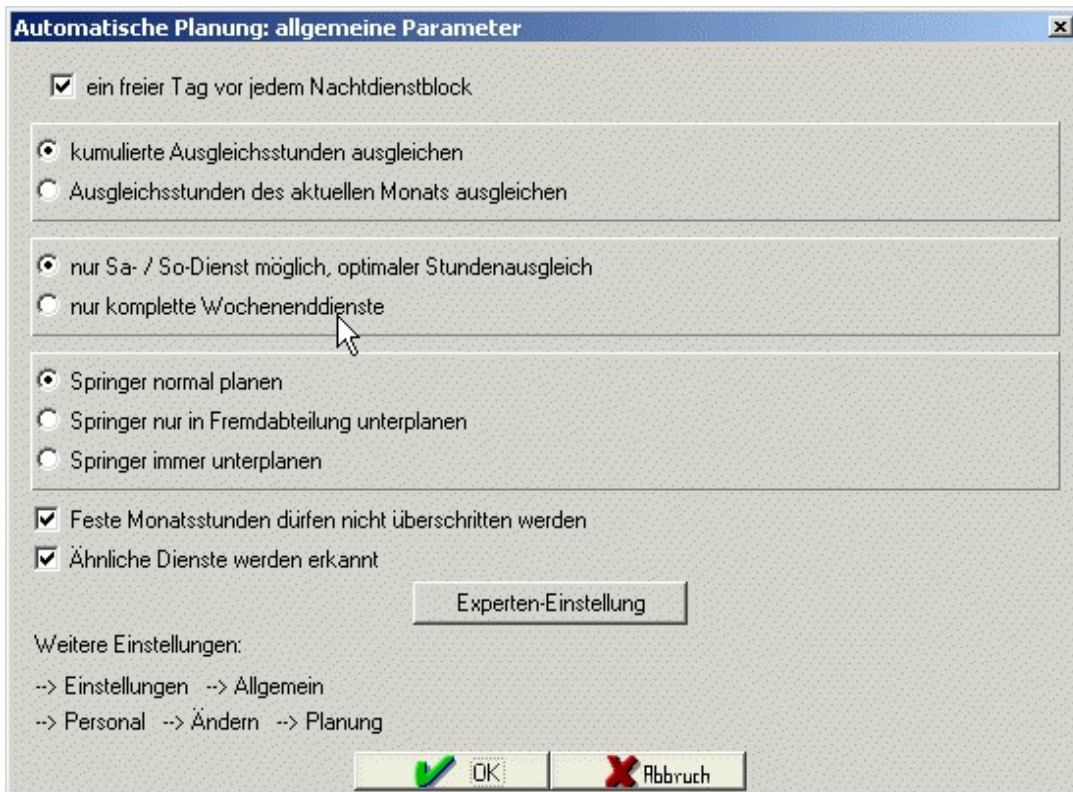 Automatische Planung: allgemeine Parameter
ein freier Tag vor jedem Nachtdienstblock
kumulierte Ausgleichsstunden ausgleichen
Ausgleichsstunden des aktuellen Monats ausgleichen
nur Sa- / So-Dienst möglich, optimaler Stundenausgleich
nur komplette Wochenenddienste
Springer normal planen
Springer nur in Fremdabteilung unterplanen
Springer immer unterplanen
Feste Monatsstunden dürfen nicht überschritten werden
Ähnliche Dienste werden erkannt
Experten-Einstellung
Weitere Einstellungen:
--> Einstellungen --> Allgemein
--> Personal --> Ändern --> Planung
OK Abbruch